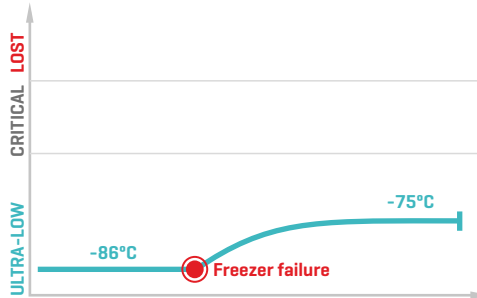 LOST
CRITICAL
ULTRA-LOW
-75°C
-86°C
Freezer failure